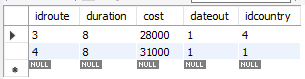 idroute duration cost dateout idcountry
3 8 28000 1 4
4 8 31000 1 1
NULL NULL NULL NULL NULL